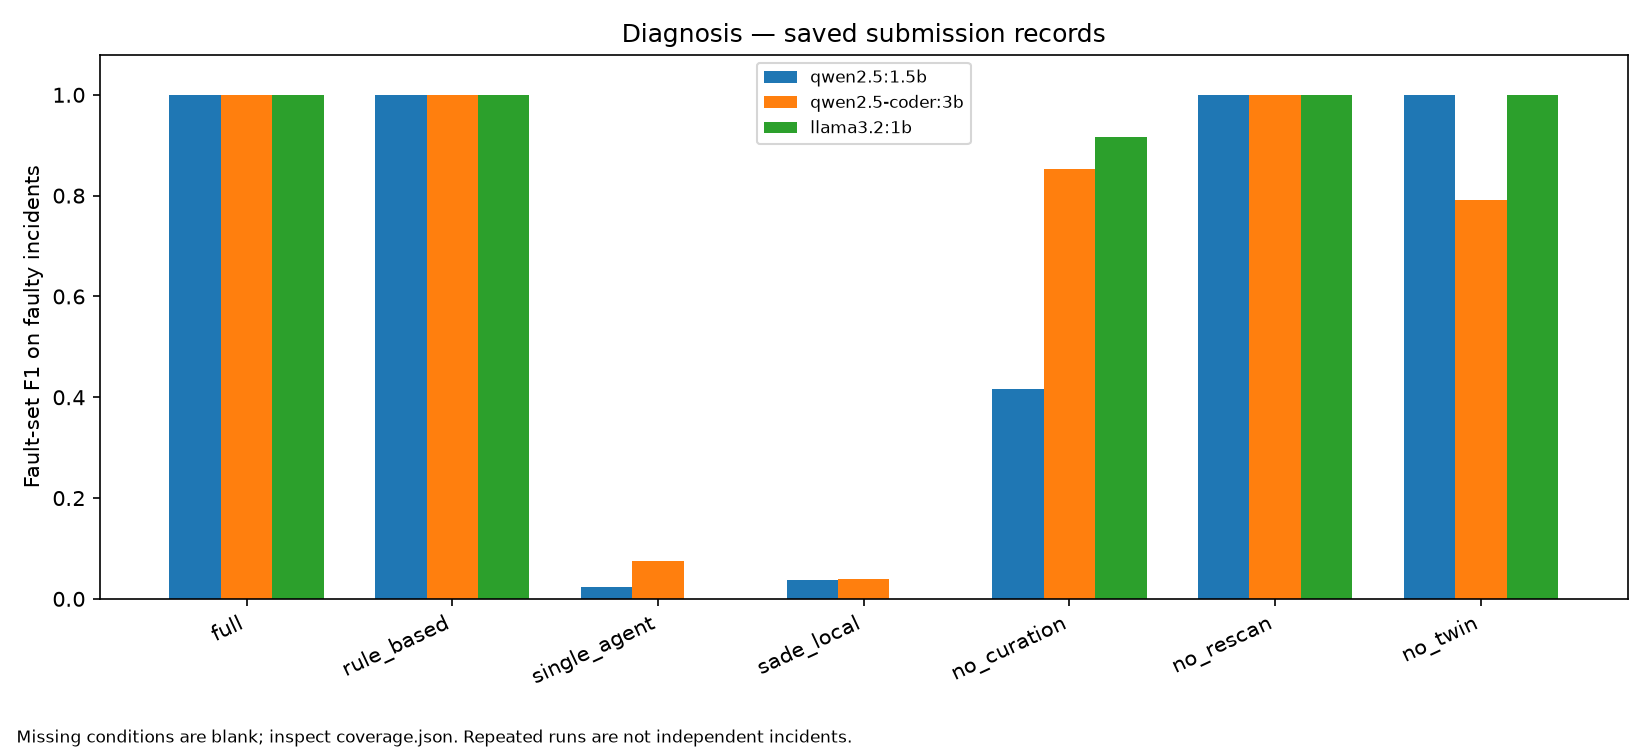 Diagnosis — saved submission records
qwen2.5:1.5b
qwen2.5-coder:3b
llama3.2:1b
Fault-set F1 on faulty incidents
1.0
0.8
0.6
0.4
0.2
0.0
full
rule_based
single_agent
sade_local
no_curation
no_rescan
no_twin
Missing conditions are blank; inspect coverage.json. Repeated runs are not independent incidents.